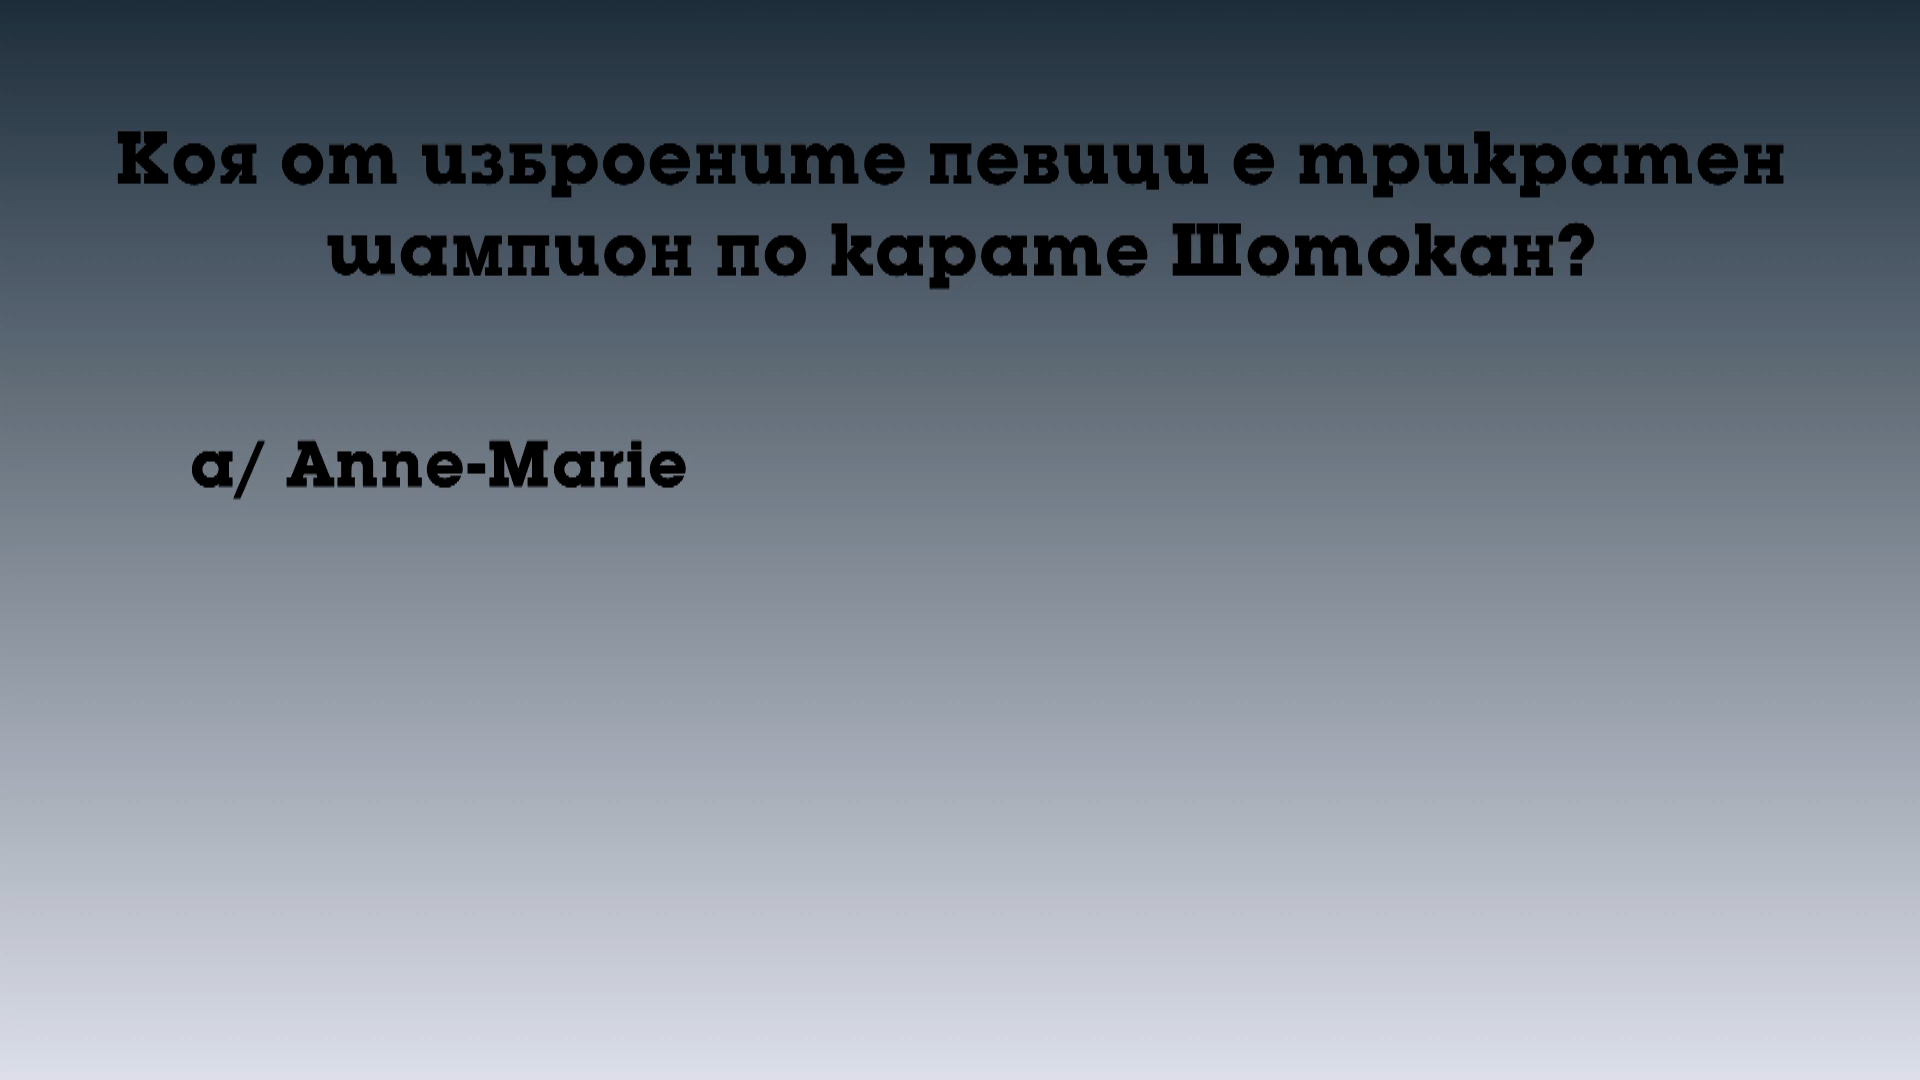 Коя от изброените певици е трикратен
шампион по карате Шотокан?
а/ Anne-Marie